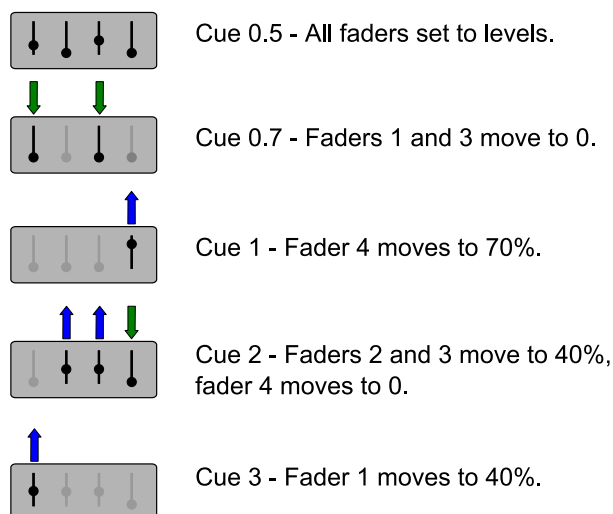 Cue 0.5 - All faders set to levels.
Cue 0.7 - Faders 1 and 3 move to 0.
Cue 1 - Fader 4 moves to 70%.
Cue 2 - Faders 2 and 3 move to 40%,
fader 4 moves to 0.
Cue 3 - Fader 1 moves to 40%.